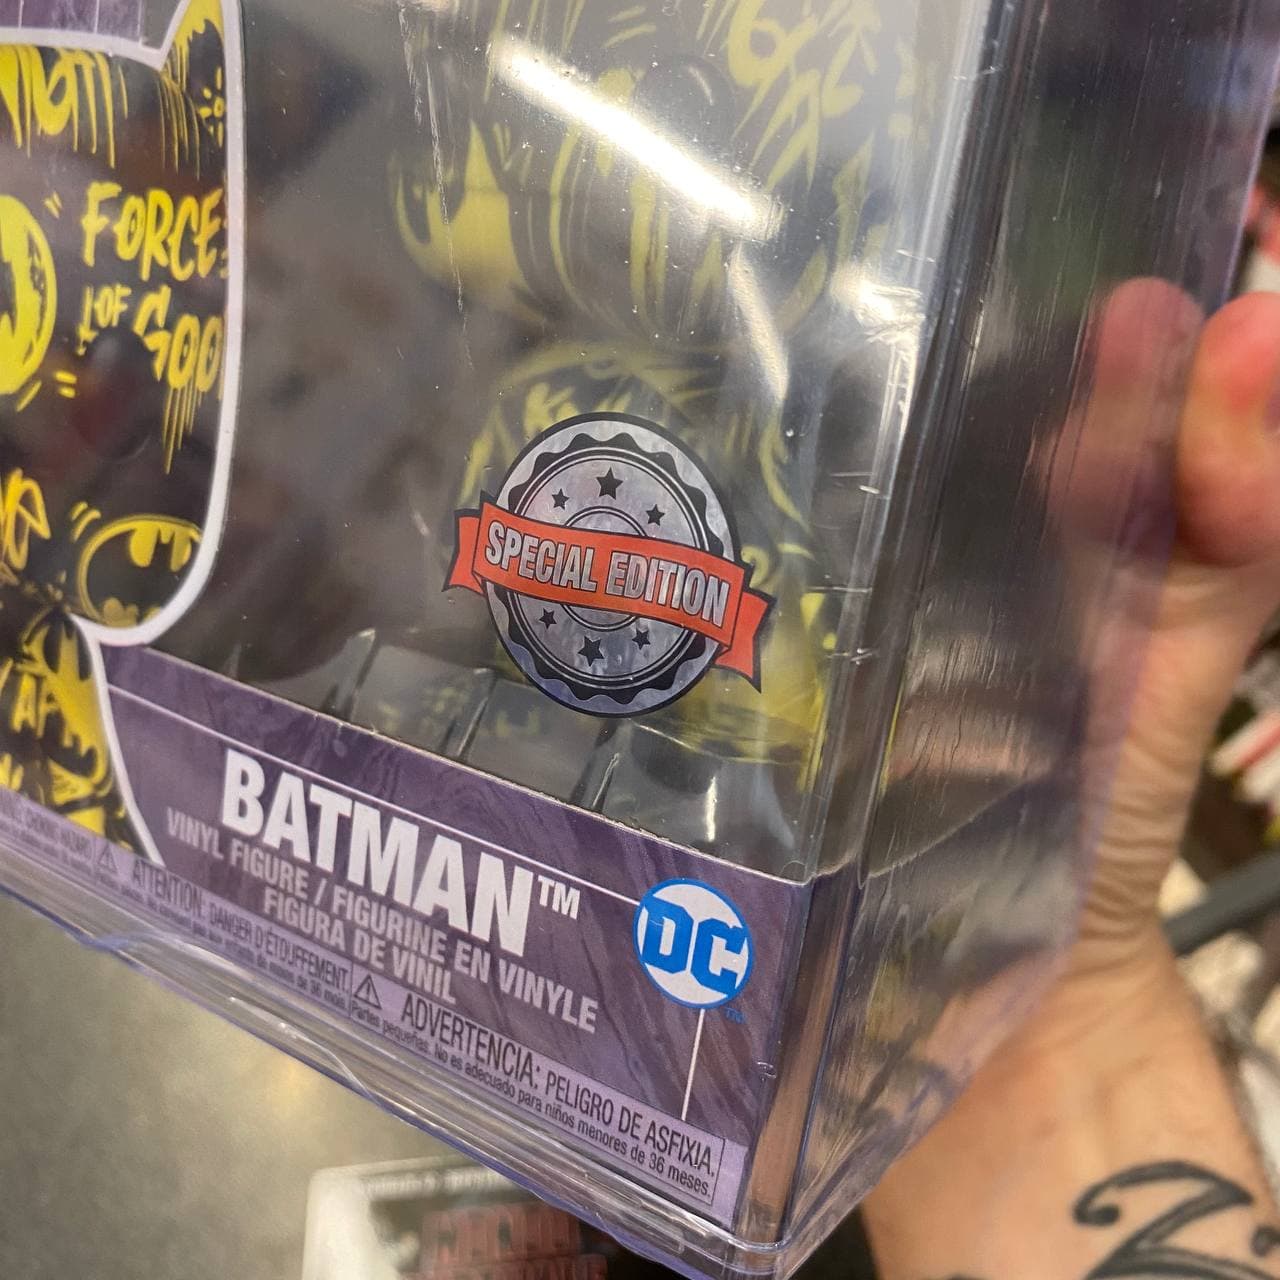 FORCE
OF
GOO
SPECIAL EDITION
BATMAN™
VINYL FIGURE / FIGURINE EN VINYLE
FIGURA DE VINIL
DC
ATTENTION: DANGER D'ÉTOUFFEMENT.
ADVERTENCIA: PELIGRO DE ASFIXIA.
Partes pequeñas. No es adecuado para niños menores de 36 meses.